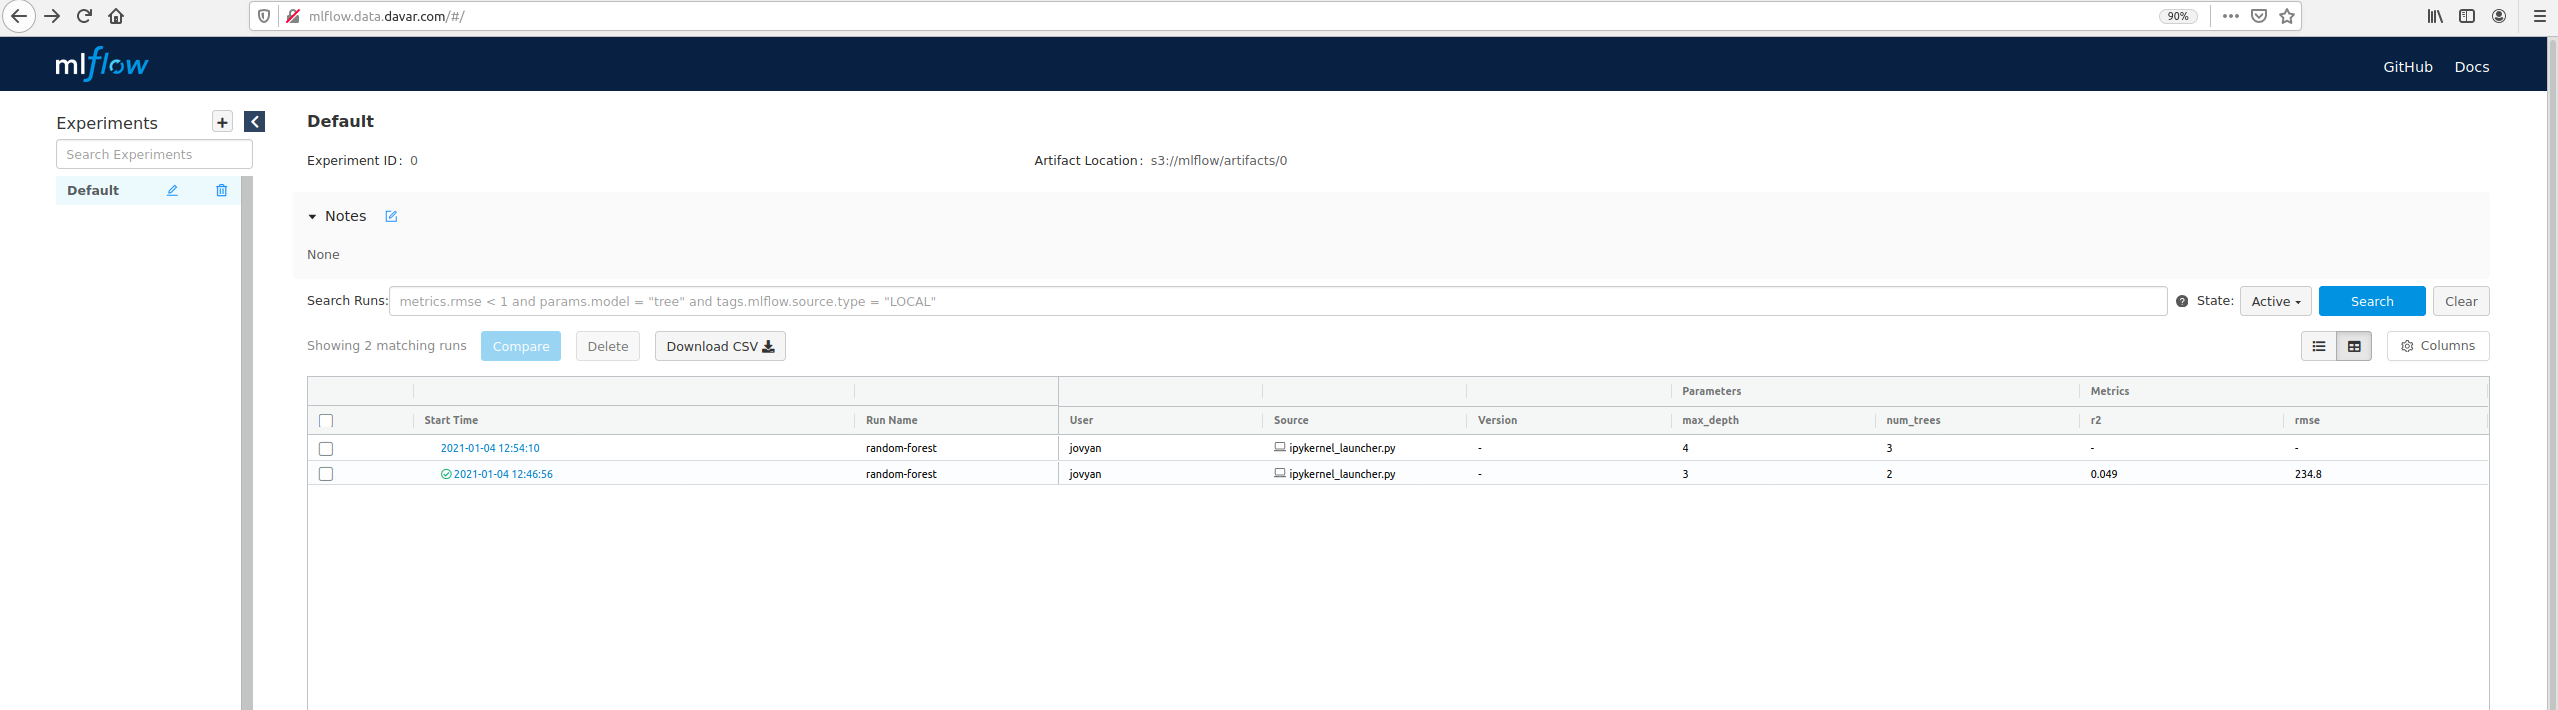 mlflow.data.davar.com/#/ 90%
mlflow GitHub Docs
Experiments +
Search Experiments
Default
Default
Experiment ID: 0 Artifact Location: s3://mlflow/artifacts/0
Notes
None
Search Runs: metrics.rmse < 1 and params.model = "tree" and tags.mlflow.source.type = "LOCAL" ? State: Active Search Clear
Showing 2 matching runs Compare Delete Download CSV Columns
Parameters Metrics
Start Time Run Name User Source Version max_depth num_trees r2 rmse
2021-01-04 12:54:10 random-forest jovyan ipykernel_launcher.py - 4 3 - -
2021-01-04 12:46:56 random-forest jovyan ipykernel_launcher.py - 3 2 0.049 234.8